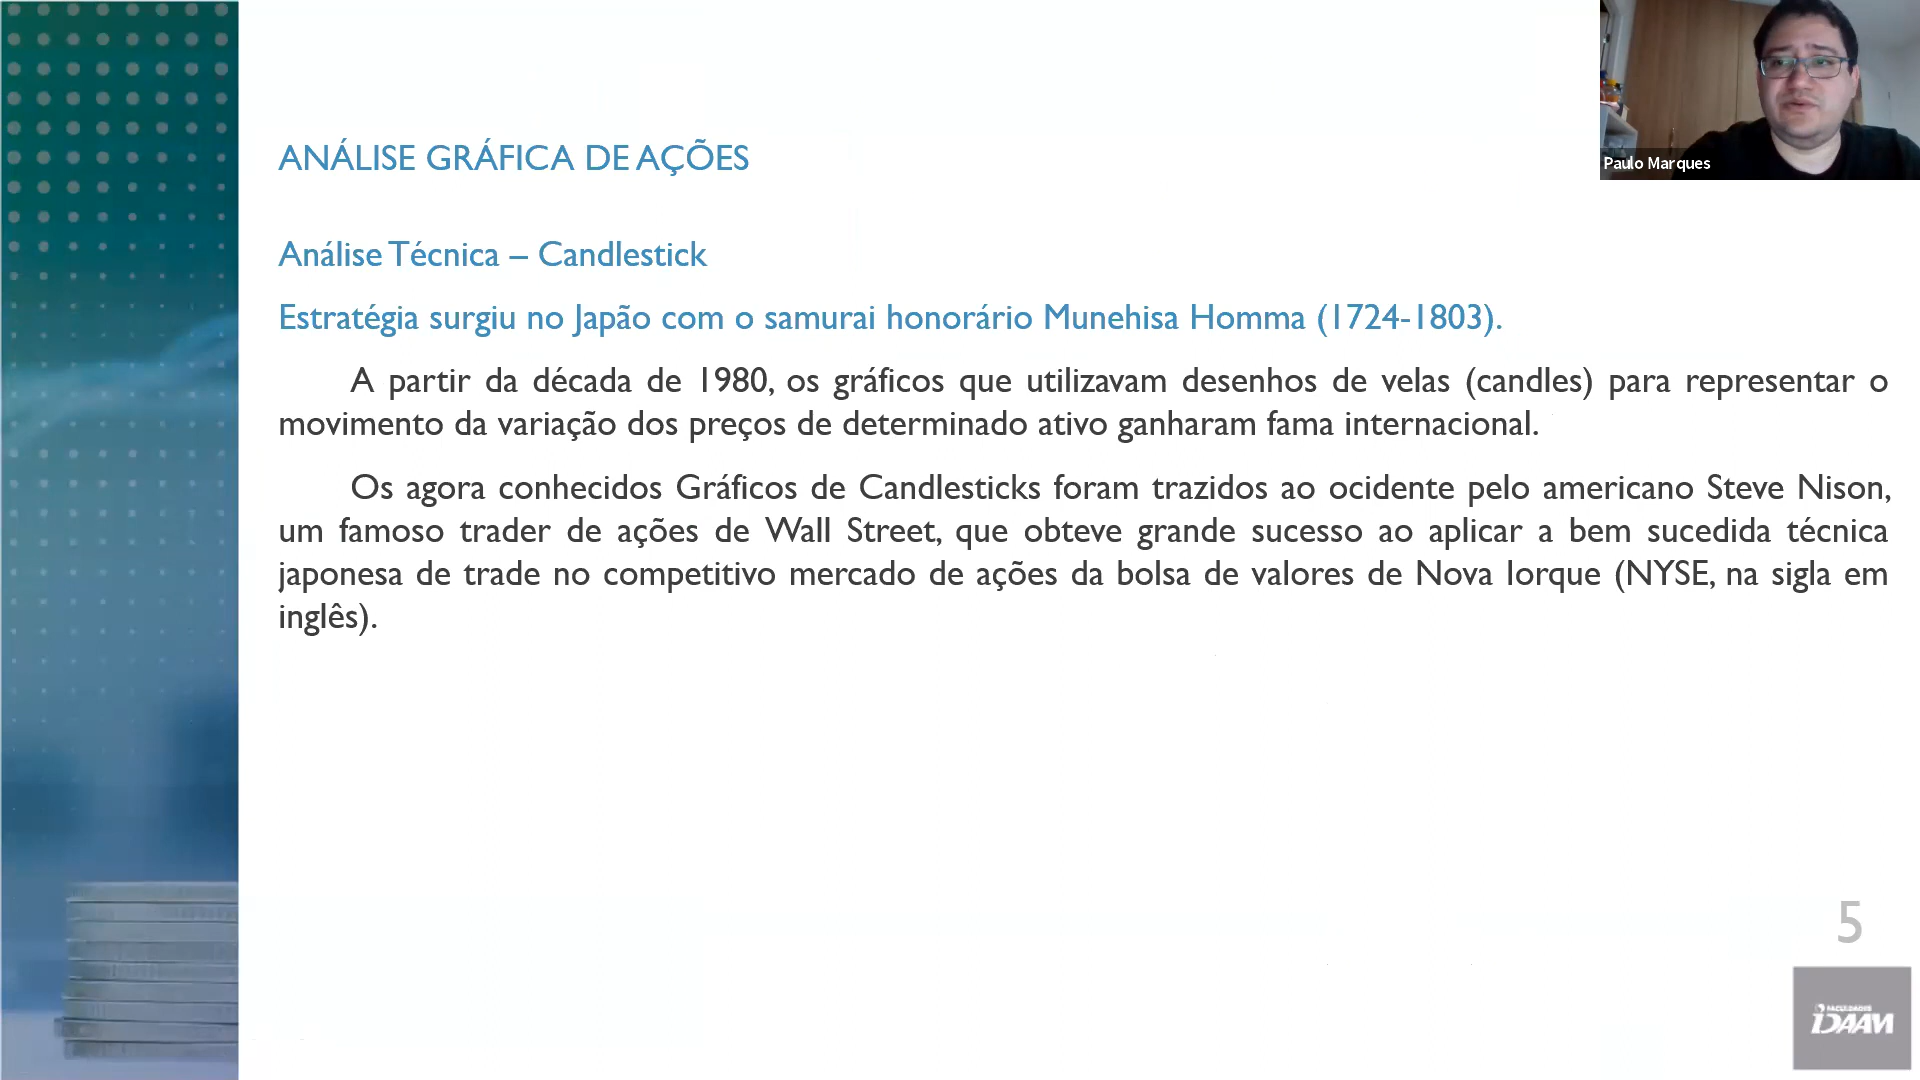 ANÁLISE GRÁFICA DE AÇÕES
Paulo Marques
Análise Técnica – Candlestick
Estratégia surgiu no Japão com o samurai honorário Munehisa Homma (1724-1803).
A partir da década de 1980, os gráficos que utilizavam desenhos de velas (candles) para representar o
movimento da variação dos preços de determinado ativo ganharam fama internacional.
Os agora conhecidos Gráficos de Candlesticks foram trazidos ao ocidente pelo americano Steve Nison,
um famoso trader de ações de Wall Street, que obteve grande sucesso ao aplicar a bem sucedida técnica
japonesa de trade no competitivo mercado de ações da bolsa de valores de Nova Iorque (NYSE, na sigla em
inglês).
5
FACULDADES
IDAAM